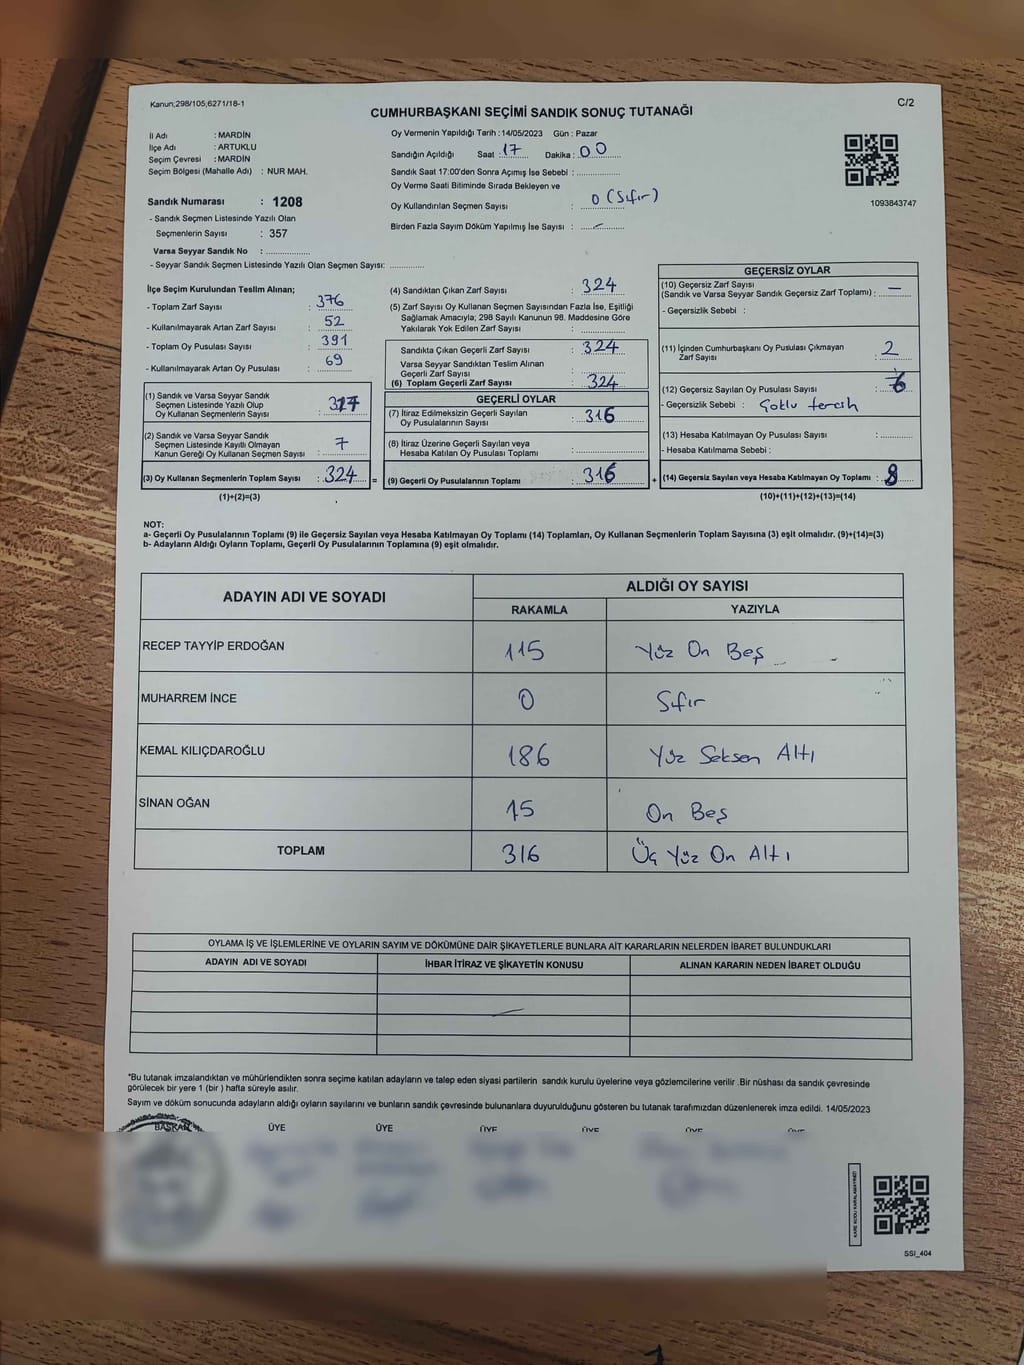 Kanun;298/105;6271/18-1
C/2
CUMHURBAŞKANI SEÇİMİ SANDIK SONUÇ TUTANAĞI
İl Adı : MARDİN
İlçe Adı : ARTUKLU
Seçim Çevresi : MARDİN
Seçim Bölgesi (Mahalle Adı) : NUR MAH.
Oy Vermenin Yapıldığı Tarih : 14/05/2023 Gün : Pazar
Sandığın Açıldığı Saat : 17 Dakika : 00
Sandık Saat 17:00'den Sonra Açımış İse Sebebi :
Oy Verme Saati Bitiminde Sırada Bekleyen ve
Oy Kullandırılan Seçmen Sayısı : 0 (Sıfır)
Birden Fazla Sayım Döküm Yapılmış İse Sayısı :
1093843747
Sandık Numarası : 1208
- Sandık Seçmen Listesinde Yazılı Olan
Seçmenlerin Sayısı : 357
Varsa Seyyar Sandık No :
- Seyyar Sandık Seçmen Listesinde Yazılı Olan Seçmen Sayısı:
İlçe Seçim Kurulundan Teslim Alınan;
- Toplam Zarf Sayısı : 376
- Kullanılmayarak Artan Zarf Sayısı : 52
- Toplam Oy Pusulası Sayısı : 391
- Kullanılmayarak Artan Oy Pusulası : 69
(1) Sandık ve Varsa Seyyar Sandık
Seçmen Listesinde Yazılı Olup
Oy Kullanan Seçmenlerin Sayısı : 317
(2) Sandık ve Varsa Seyyar Sandık
Seçmen Listesinde Kayıtlı Olmayan
Kanun Gereği Oy Kullanan Seçmen Sayısı : 7
(3) Oy Kullanan Seçmenlerin Toplam Sayısı : 324 =
(1)+(2)=(3)
(4) Sandıktan Çıkan Zarf Sayısı : 324
(5) Zarf Sayısı Oy Kullanan Seçmen Sayısından Fazla İse, Eşitliği
Sağlamak Amacıyla; 298 Sayılı Kanunun 98. Maddesine Göre
Yakılarak Yok Edilen Zarf Sayısı :
Sandıkta Çıkan Geçerli Zarf Sayısı : 324
Varsa Seyyar Sandıktan Teslim Alınan
Geçerli Zarf Sayısı :
(6) Toplam Geçerli Zarf Sayısı : 324
GEÇERLİ OYLAR
(7) İtiraz Edilmeksizin Geçerli Sayılan
Oy Pusulalarının Sayısı : 316
(8) İtiraz Üzerine Geçerli Sayılan veya
Hesaba Katılan Oy Pusulası Toplamı :
(9) Geçerli Oy Pusulalarının Toplamı : 316 +
GEÇERSİZ OYLAR
(10) Geçersiz Zarf Sayısı
(Sandık ve Varsa Seyyar Sandık Geçersiz Zarf Toplamı) : —
- Geçersizlik Sebebi :
(11) İçinden Cumhurbaşkanı Oy Pusulası Çıkmayan
Zarf Sayısı : 2
(12) Geçersiz Sayılan Oy Pusulası Sayısı : 6
- Geçersizlik Sebebi : Çoklu tercih
(13) Hesaba Katılmayan Oy Pusulası Sayısı :
- Hesaba Katılmama Sebebi :
(14) Geçersiz Sayılan veya Hesaba Katılmayan Oy Toplamı : 8
(10)+(11)+(12)+(13)=(14)
NOT:
a- Geçerli Oy Pusulalarının Toplamı (9) ile Geçersiz Sayılan veya Hesaba Katılmayan Oy Toplamı (14) Toplamları, Oy Kullanan Seçmenlerin Toplam Sayısına (3) eşit olmalıdır. (9)+(14)=(3)
b- Adayların Aldığı Oyların Toplamı, Geçerli Oy Pusulalarının Toplamına (9) eşit olmalıdır.
ADAYIN ADI VE SOYADI
ALDIĞI OY SAYISI
RAKAMLA YAZIYLA
RECEP TAYYİP ERDOĞAN 115 Yüz On Beş
MUHARREM İNCE 0 Sıfır
KEMAL KILIÇDAROĞLU 186 Yüz Seksen Altı
SİNAN OĞAN 15 On Beş
TOPLAM 316 Üç Yüz On Altı
OYLAMA İŞ VE İŞLEMLERİNE VE OYLARIN SAYIM VE DÖKÜMÜNE DAİR ŞİKAYETLERLE BUNLARA AİT KARARLARIN NELERDEN İBARET BULUNDUKLARI
ADAYIN ADI VE SOYADI İHBAR İTİRAZ VE ŞİKAYETİN KONUSU ALINAN KARARIN NEDEN İBARET OLDUĞU
*Bu tutanak imzalandıktan ve mühürlendikten sonra seçime katılan adayların ve talep eden siyasi partilerin sandık kurulu üyelerine veya gözlemcilerine verilir .Bir nüshası da sandık çevresinde
görülecek bir yere 1 (bir ) hafta süreyle asılır.
Sayım ve döküm sonucunda adayların aldığı oyların sayılarını ve bunların sandık çevresinde bulunanlara duyurulduğunu gösteren bu tutanak tarafımızdan düzenlenerek imza edildi. 14/05/2023
BAŞKAN ÜYE ÜYE ÜYE ÜYE ÜYE ÜYE
KARE KODU KARALAMAYINIZ!
SSI_404